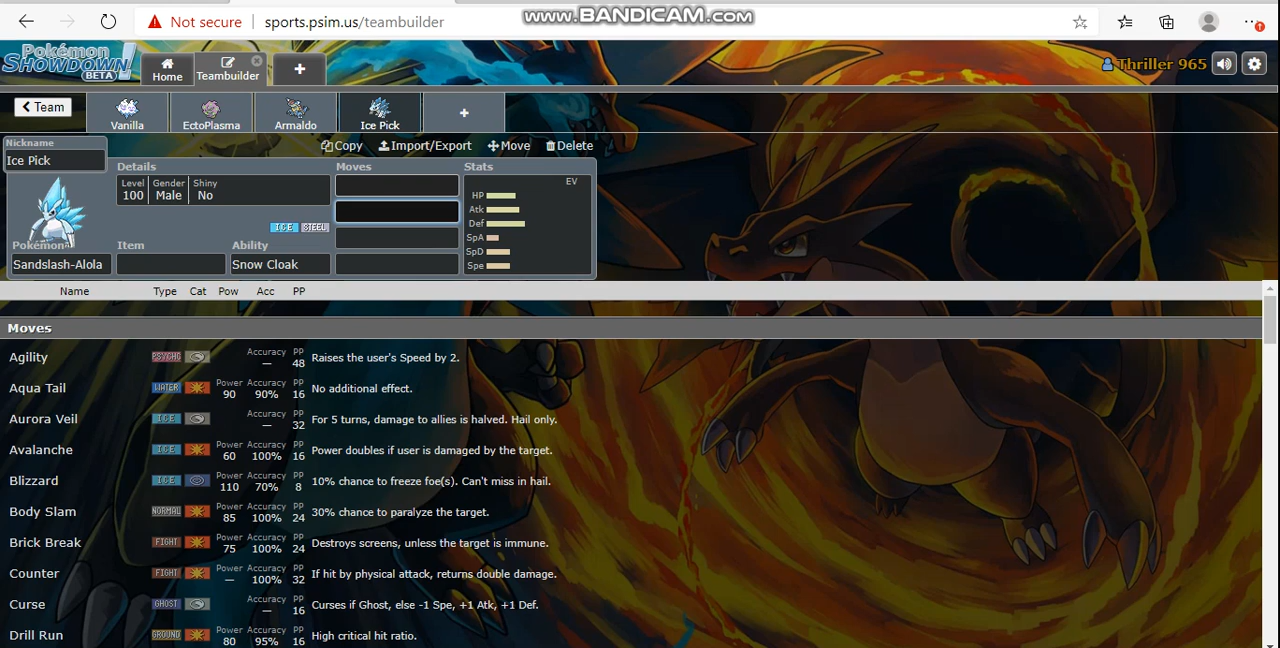 www.BANDICAM.com
Not secure | sports.psim.us/teambuilder
Pokémon
SHOWDOWN!
BETA
Home
Teambuilder
Thriller 965
Team
Vanilla
EctoPlasma
Armaldo
Ice Pick
Nickname
Ice Pick
Copy Import/Export Move Delete
Details
Moves
Stats
Level Gender Shiny
100 Male No
EV
HP
Atk
Def
SpA
SpD
Spe
ICE STEEL
Pokémon Item Ability
Sandslash-Alola Snow Cloak
Name Type Cat Pow Acc PP
Moves
Agility PSYCHC Accuracy — PP 48 Raises the user's Speed by 2.
Aqua Tail WATER Power 90 Accuracy 90% PP 16 No additional effect.
Aurora Veil ICE Accuracy — PP 32 For 5 turns, damage to allies is halved. Hail only.
Avalanche ICE Power 60 Accuracy 100% PP 16 Power doubles if user is damaged by the target.
Blizzard ICE Power 110 Accuracy 70% PP 8 10% chance to freeze foe(s). Can't miss in hail.
Body Slam NORMAL Power 85 Accuracy 100% PP 24 30% chance to paralyze the target.
Brick Break FIGHT Power 75 Accuracy 100% PP 24 Destroys screens, unless the target is immune.
Counter FIGHT Power — Accuracy 100% PP 32 If hit by physical attack, returns double damage.
Curse GHOST Accuracy — PP 16 Curses if Ghost, else -1 Spe, +1 Atk, +1 Def.
Drill Run GROUND Power 80 Accuracy 95% PP 16 High critical hit ratio.